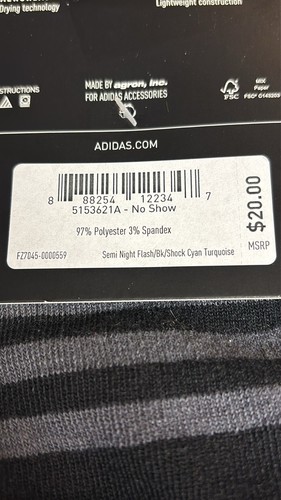 Drying technology
Lightweight construction
STRUCTIONS
MADE BY agron, inc.
FOR ADIDAS ACCESSORIES
FSC
MIX
Paper
ADIDAS.COM
8 88254 12234 7
5153621A - No Show
97% Polyester 3% Spandex
FZ7045-0000559
Semi Night Flash/Bk/Shock Cyan Turquoise
$20.00
MSRP